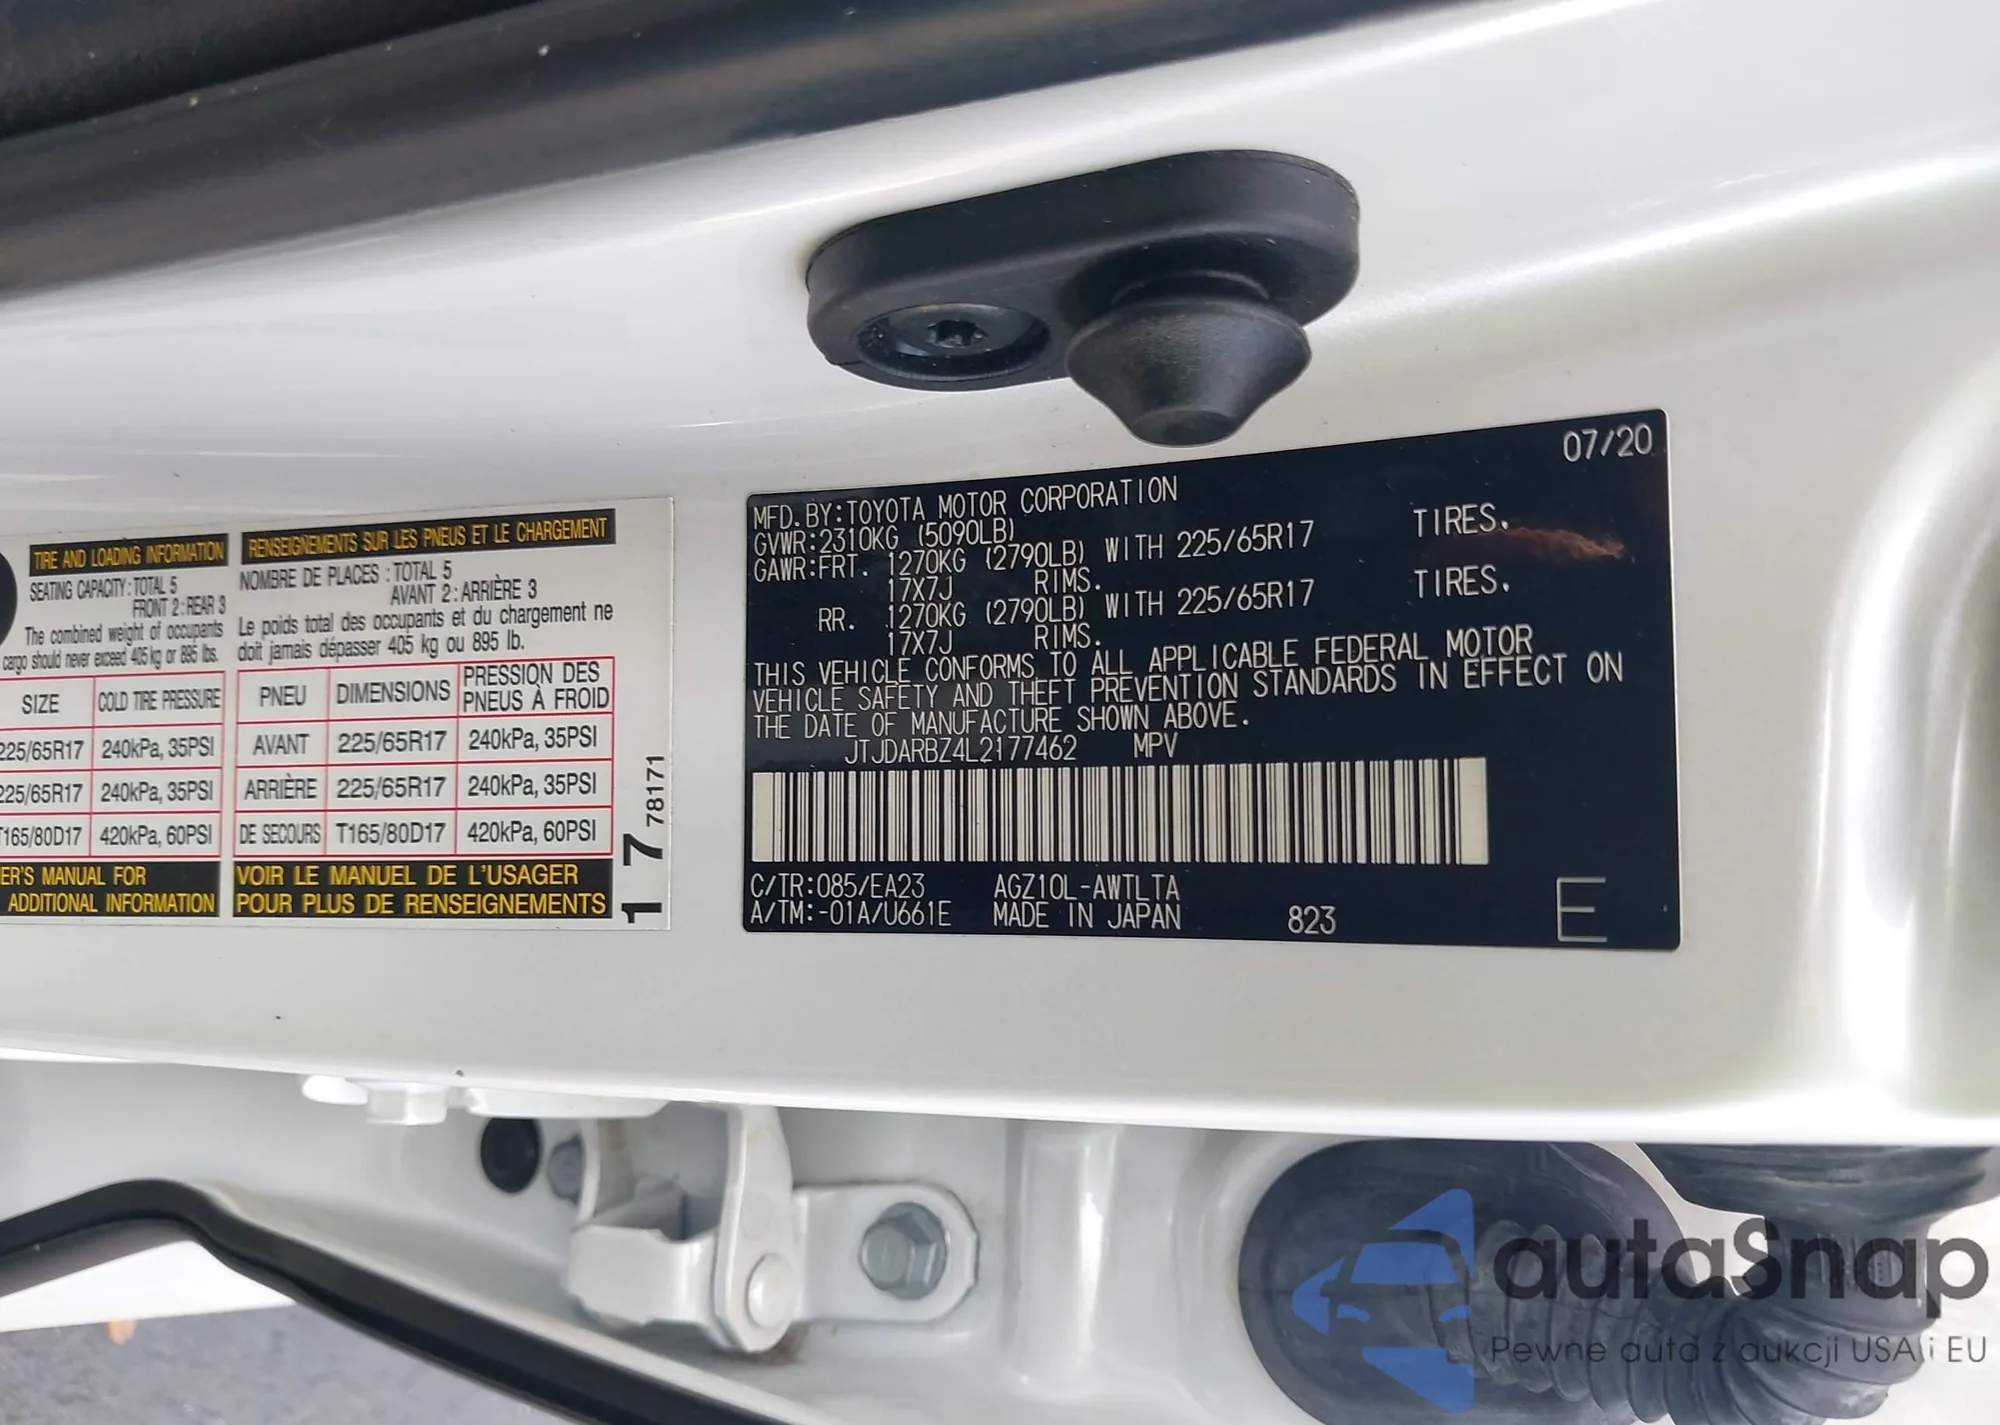 TIRE AND LOADING INFORMATION
SEATING CAPACITY: TOTAL 5
FRONT 2: REAR 3
The combined weight of occupants
cargo should never exceed 405 kg or 895 lbs.
SIZE COLD TIRE PRESSURE
225/65R17 240kPa, 35PSI
225/65R17 240kPa, 35PSI
T165/80D17 420kPa, 60PSI
ER'S MANUAL FOR
ADDITIONAL INFORMATION
RENSEIGNEMENTS SUR LES PNEUS ET LE CHARGEMENT
NOMBRE DE PLACES : TOTAL 5
AVANT 2: ARRIÈRE 3
Le poids total des occupants et du chargement ne
doit jamais dépasser 405 kg ou 895 lb.
PNEU DIMENSIONS PRESSION DES
PNEUS À FROID
AVANT 225/65R17 240kPa, 35PSI
ARRIÈRE 225/65R17 240kPa, 35PSI
DE SECOURS T165/80D17 420kPa, 60PSI
VOIR LE MANUEL DE L'USAGER
POUR PLUS DE RENSEIGNEMENTS
1 7 78171
07/20
MFD. BY: TOYOTA MOTOR CORPORATION
GVWR: 2310KG (5090LB)
GAWR: FRT. 1270KG (2790LB) WITH 225/65R17 TIRES.
17X7J RIMS.
RR. 1270KG (2790LB) WITH 225/65R17 TIRES.
17X7J RIMS.
THIS VEHICLE CONFORMS TO ALL APPLICABLE FEDERAL MOTOR
VEHICLE SAFETY AND THEFT PREVENTION STANDARDS IN EFFECT ON
THE DATE OF MANUFACTURE SHOWN ABOVE.
JTJDARBZ4L2177462 MPV
C/TR: 085/EA23 AGZ10L-AWTLTA
A/TM: -01A/U661E MADE IN JAPAN 823 E
autaSnap
Pewne auta z aukcji USA i EU